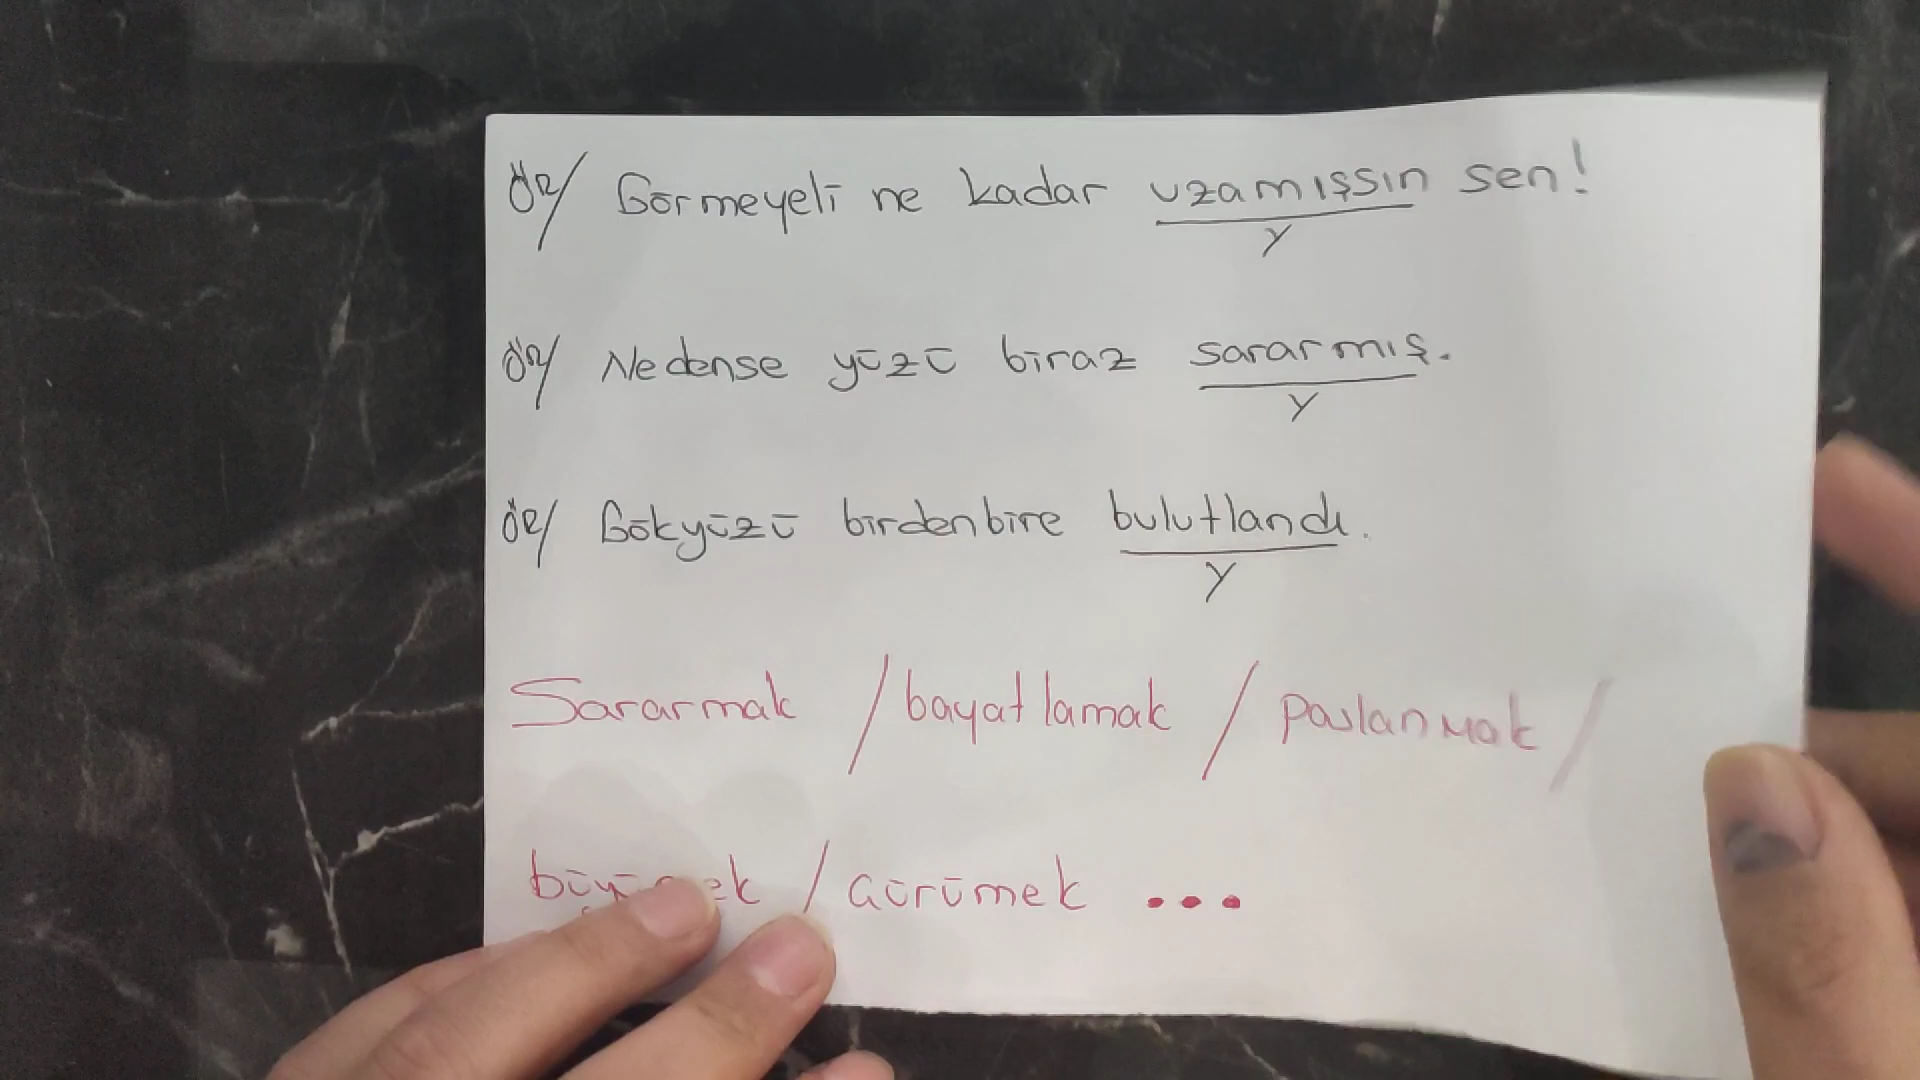 Ör/ Görmeyeli ne kadar uzamışsın sen!
Y
Ör/ Nedense yüzü biraz sararmış.
Y
Ör/ Gökyüzü birdenbire bulutlandı.
Y
Sararmak / bayatlamak / paslanmak /
/ çürümek ...